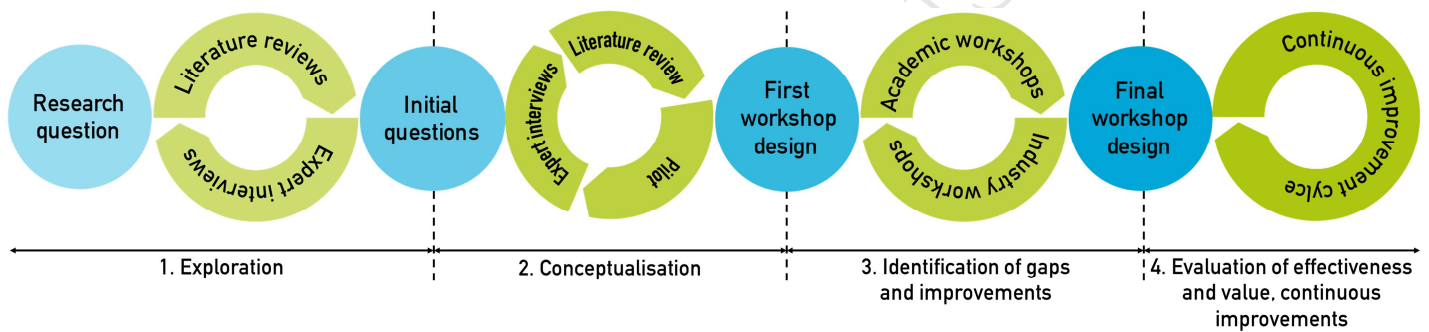 Research
question
Literature reviews
Expert interviews
Initial
questions
Literature review
Pilot
Expert interviews
First
workshop
design
Academic workshops
Industry workshops
Final
workshop
design
Continuous improvement cylce
1. Exploration
2. Conceptualisation
3. Identification of gaps
and improvements
4. Evaluation of effectiveness
and value, continuous
improvements